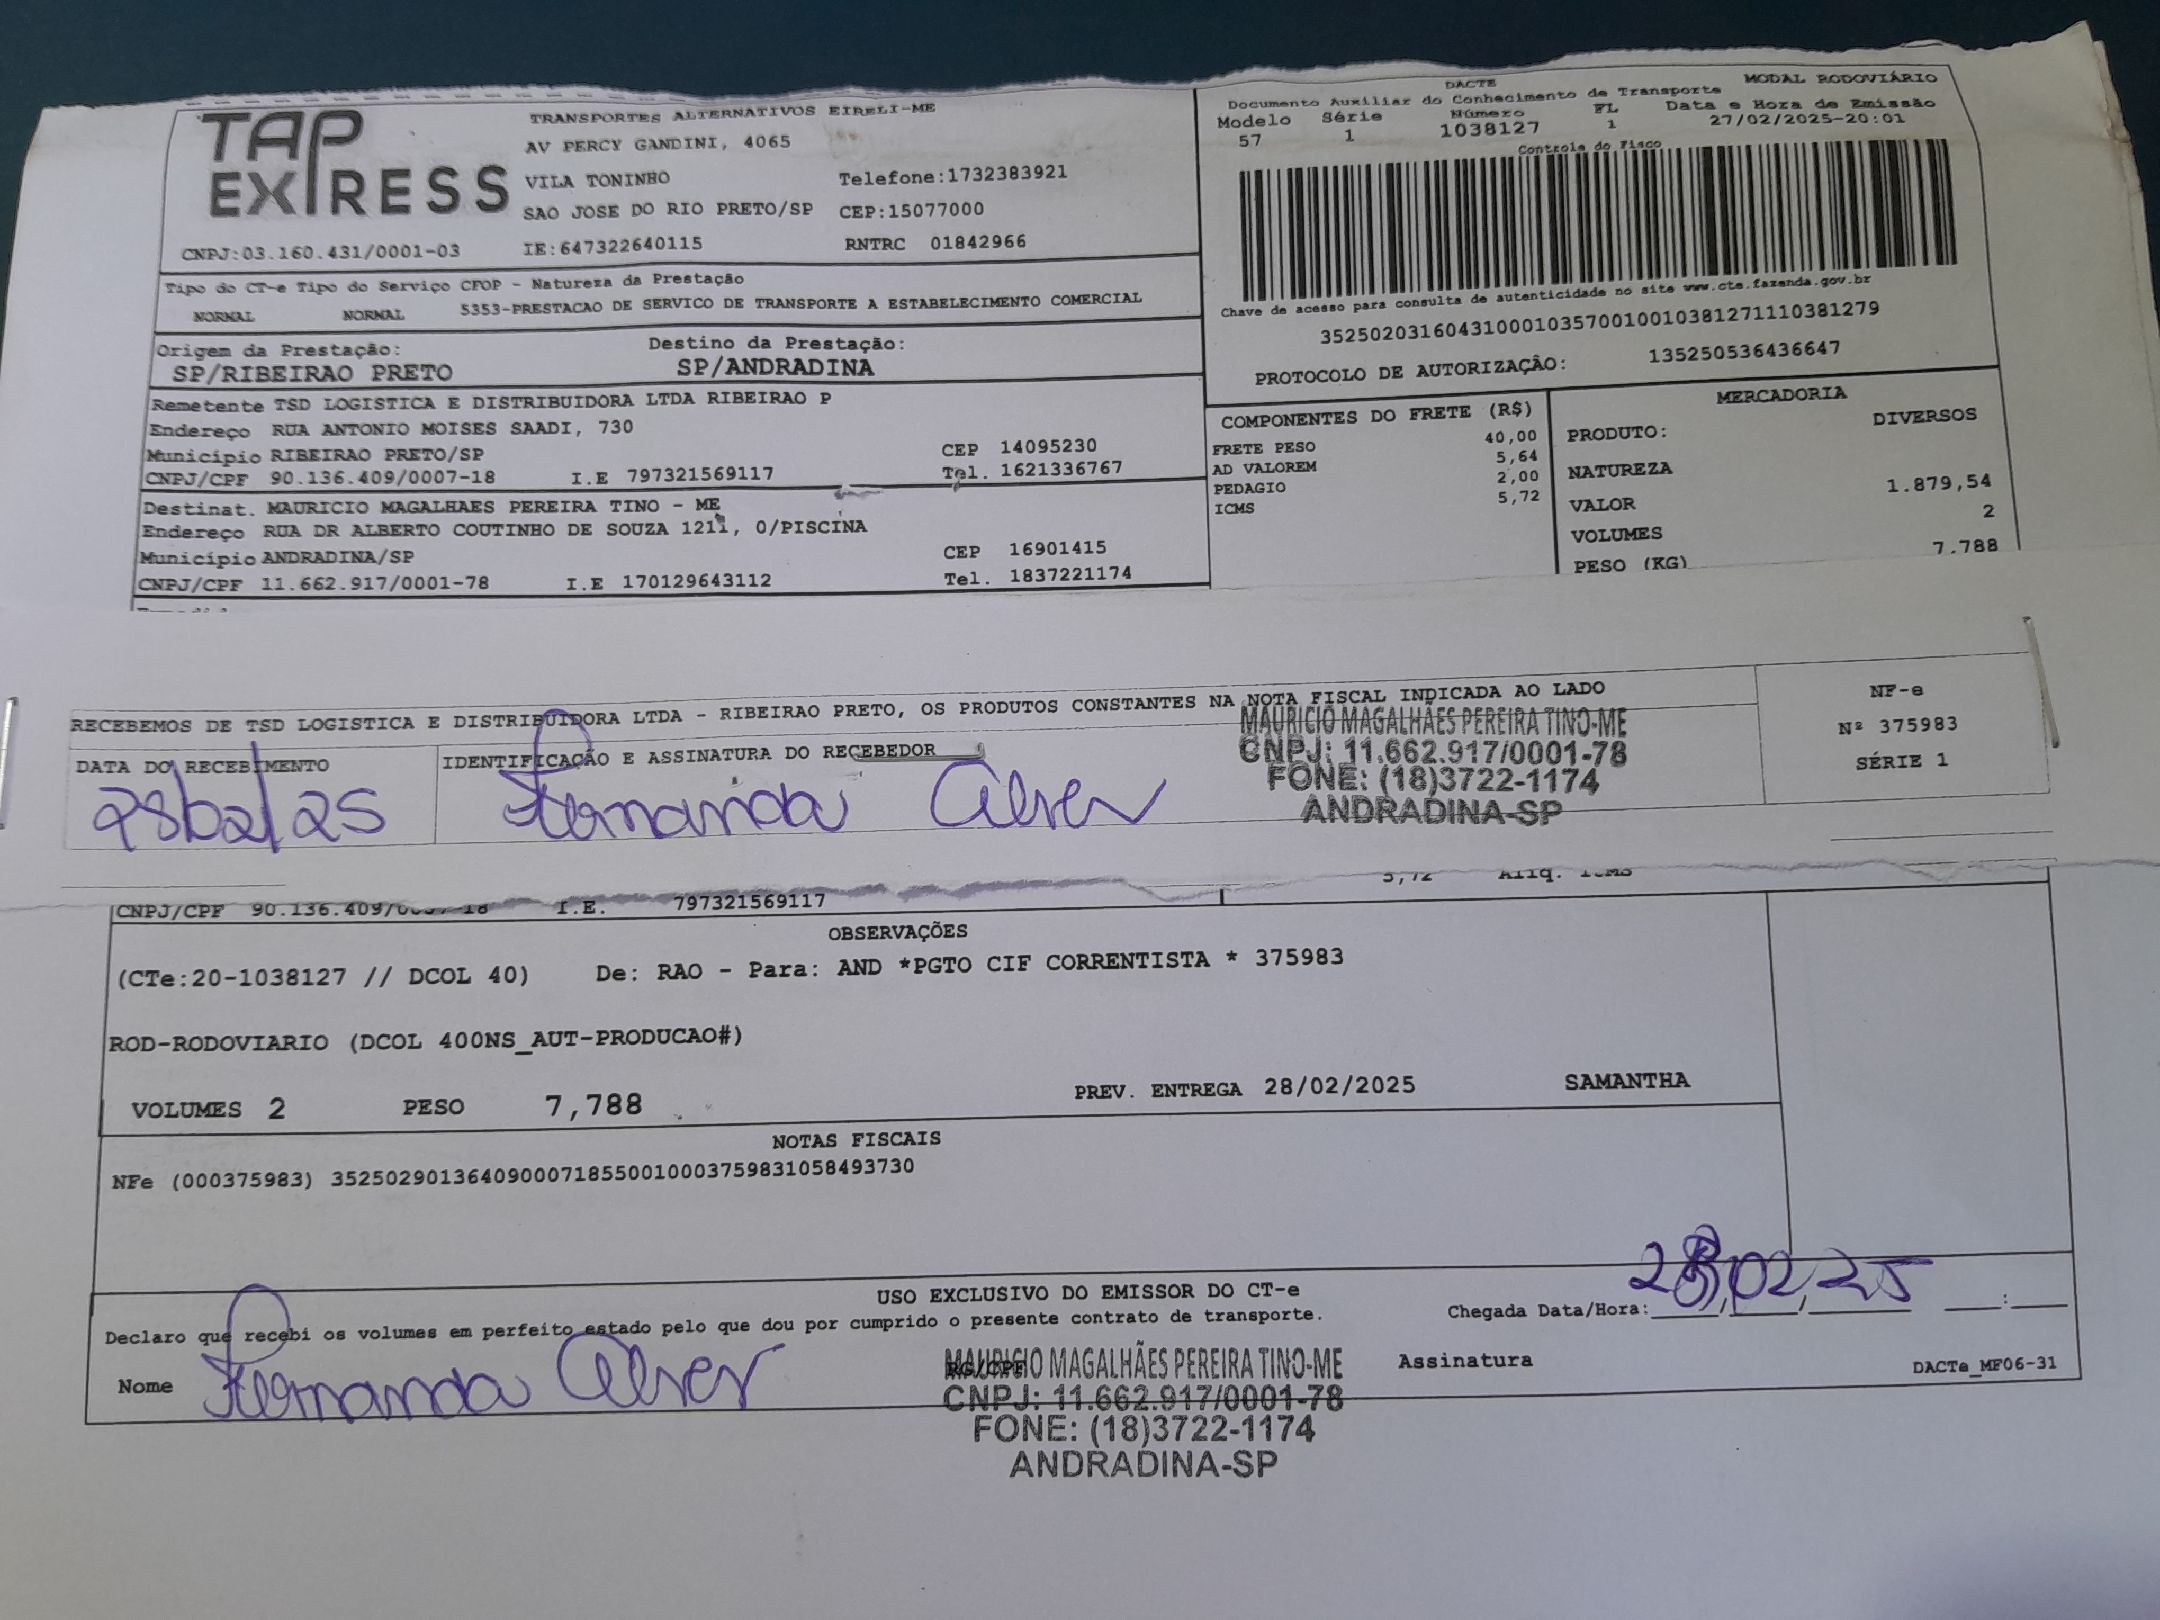 TAP EXPRESS
TRANSPORTES ALTERNATIVOS EIRELI-ME
AV PERCY GANDINI, 4065
VILA TONINHO Telefone:1732383921
SAO JOSE DO RIO PRETO/SP CEP:15077000
CNPJ:03.160.431/0001-03 IE:647322640115 RNTRC 01842966
DACTE MODAL RODOVIÁRIO
Documento Auxiliar do Conhecimento de Transporte
Modelo Série Número FL Data e Hora de Emissão
57 1 1038127 1 27/02/2025-20:01
Controle do Fisco
Chave de acesso para consulta de autenticidade no site www.cte.fazenda.gov.br
35250203160431000103570010010381271110381279
PROTOCOLO DE AUTORIZAÇÃO: 135250536436647
Tipo do CT-e Tipo do Serviço CFOP - Natureza da Prestação
NORMAL NORMAL 5353-PRESTACAO DE SERVICO DE TRANSPORTE A ESTABELECIMENTO COMERCIAL
Origem da Prestação: Destino da Prestação:
SP/RIBEIRAO PRETO SP/ANDRADINA
Remetente TSD LOGISTICA E DISTRIBUIDORA LTDA RIBEIRAO P
Endereço RUA ANTONIO MOISES SAADI, 730
Município RIBEIRAO PRETO/SP CEP 14095230
CNPJ/CPF 90.136.409/0007-18 I.E 797321569117 Tel. 1621336767
Destinat. MAURICIO MAGALHAES PEREIRA TINO - ME
Endereço RUA DR ALBERTO COUTINHO DE SOUZA 1211, 0/PISCINA
Município ANDRADINA/SP CEP 16901415
CNPJ/CPF 11.662.917/0001-78 I.E 170129643112 Tel. 1837221174
COMPONENTES DO FRETE (R$)
FRETE PESO 40,00
AD VALOREM 5,64
PEDAGIO 2,00
ICMS 5,72
MERCADORIA
PRODUTO: DIVERSOS
NATUREZA
VALOR 1.879,54
VOLUMES 2
PESO (KG) 7.788
RECEBEMOS DE TSD LOGISTICA E DISTRIBUIDORA LTDA - RIBEIRAO PRETO, OS PRODUTOS CONSTANTES NA NOTA FISCAL INDICADA AO LADO
NF-e
Nº 375983
SÉRIE 1
DATA DO RECEBIMENTO IDENTIFICAÇÃO E ASSINATURA DO RECEBEDOR
28/02/25 Fernanda Alves
MAURICIO MAGALHÃES PEREIRA TINO-ME
CNPJ: 11.662.917/0001-78
FONE: (18)3722-1174
ANDRADINA-SP
5,72 Aliq. ICMS
CNPJ/CPF 90.136.409/0007-18 I.E. 797321569117
OBSERVAÇÕES
(CTe:20-1038127 // DCOL 40) De: RAO - Para: AND *PGTO CIF CORRENTISTA * 375983
ROD-RODOVIARIO (DCOL 400NS_AUT-PRODUCAO#)
VOLUMES 2 PESO 7,788 PREV. ENTREGA 28/02/2025 SAMANTHA
NOTAS FISCAIS
NFe (000375983) 35250290136409000718550010003759831058493730
USO EXCLUSIVO DO EMISSOR DO CT-e
Declaro que recebi os volumes em perfeito estado pelo que dou por cumprido o presente contrato de transporte.
Chegada Data/Hora: 28/02/25 :
Nome Fernanda Alves RG/CPF Assinatura DACTe_MF06-31
MAURICIO MAGALHÃES PEREIRA TINO-ME
CNPJ: 11.662.917/0001-78
FONE: (18)3722-1174
ANDRADINA-SP